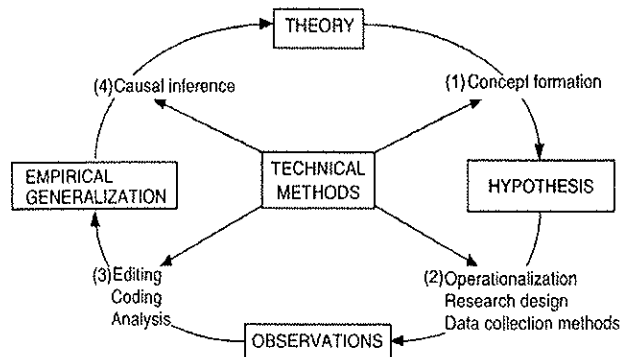 THEORY
(4) Causal inference
(1) Concept formation
EMPIRICAL
GENERALIZATION
TECHNICAL
METHODS
HYPOTHESIS
(3) Editing
Coding
Analysis
(2) Operationalization
Research design
Data collection methods
OBSERVATIONS